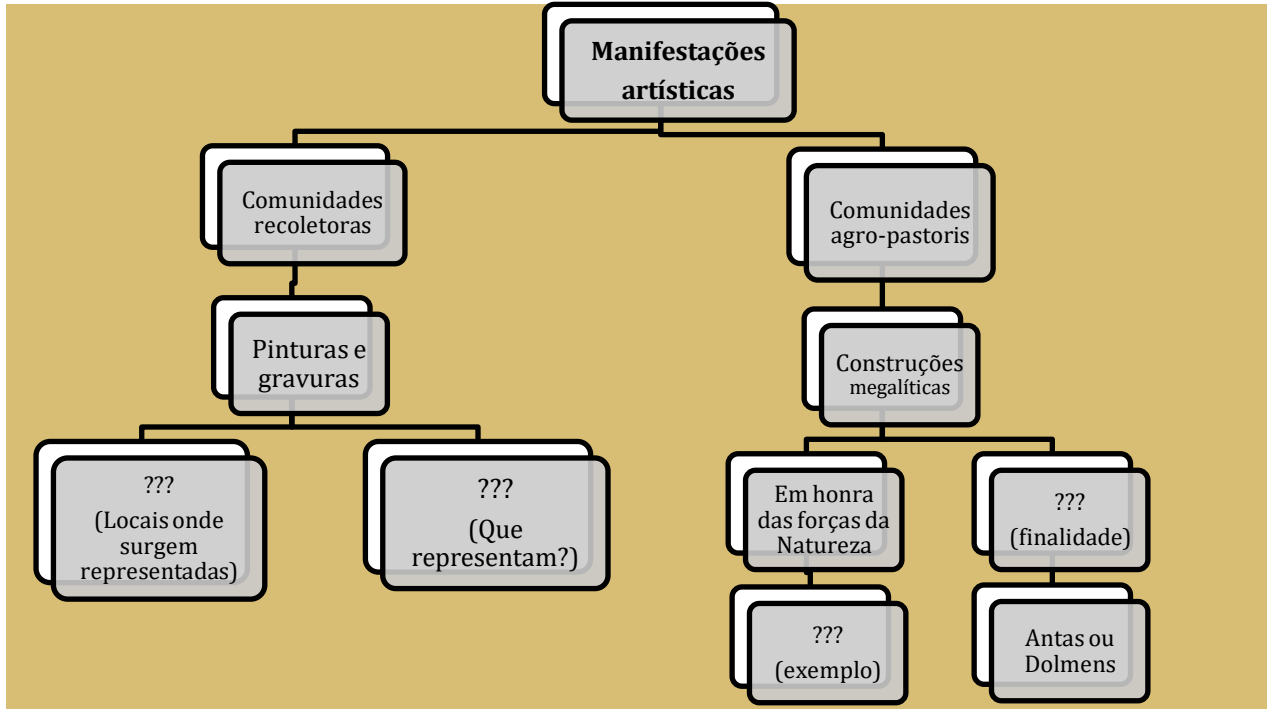 Manifestações
artísticas
Comunidades
recoletoras
Pinturas e
gravuras
???
(Locais onde
surgem
representadas)
???
(Que
representam?)
Comunidades
agro-pastoris
Construções
megalíticas
Em honra
das forças da
Natureza
???
(exemplo)
???
(finalidade)
Antas ou
Dolmens